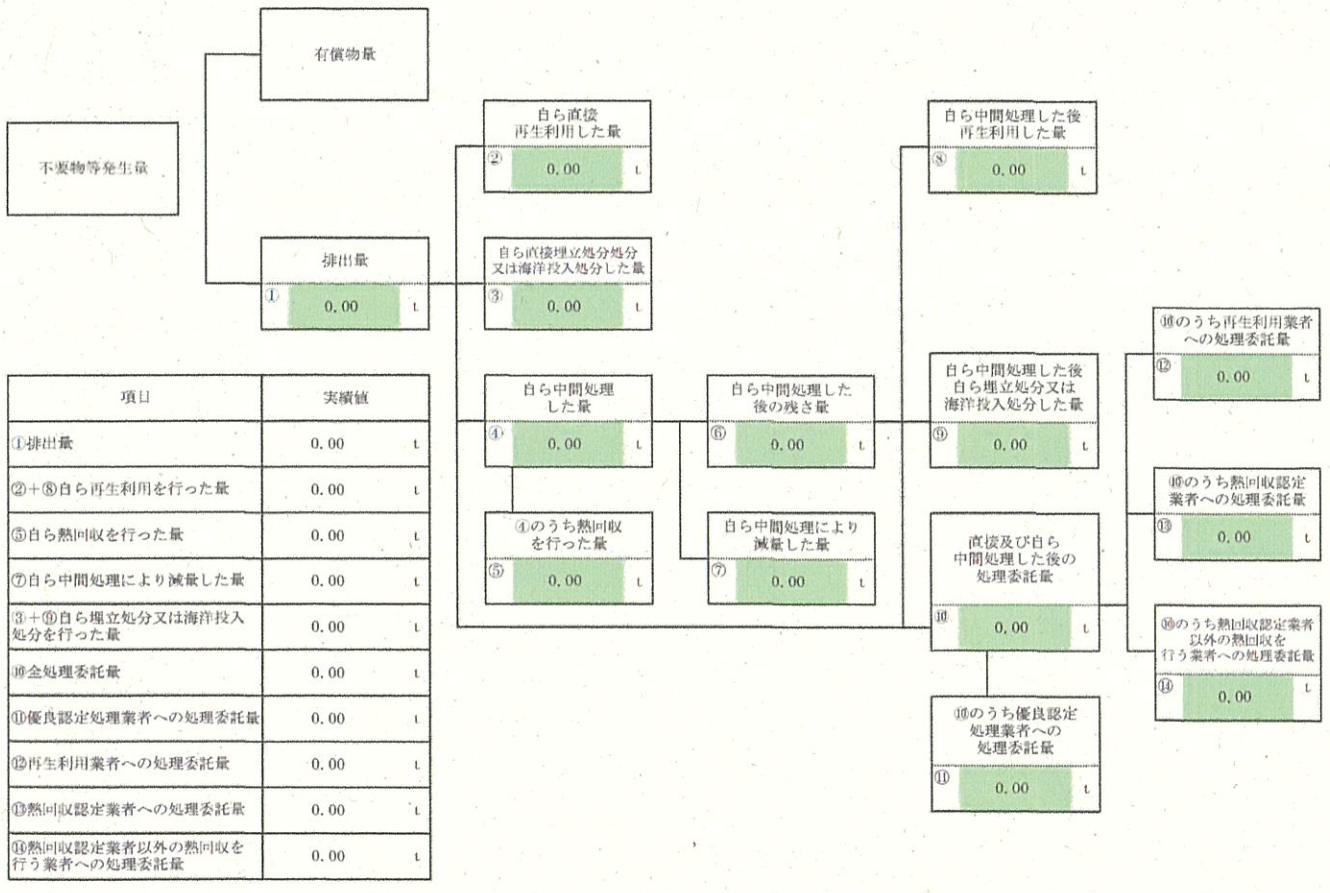 有償物量
不要物等発生量
自ら直接
再生利用した量
② 0.00 t
自ら中間処理した後
再生利用した量
⑧ 0.00 t
排出量
① 0.00 t
自ら直接埋立処分処分
又は海洋投入処分した量
③ 0.00 t
自ら中間処理
した量
④ 0.00 t
自ら中間処理した
後の残さ量
⑥ 0.00 t
自ら中間処理した後
自ら埋立処分又は
海洋投入処分した量
⑨ 0.00 t
⑩のうち再生利用業者
への処理委託量
⑫ 0.00 t
④のうち熱回収
を行った量
⑤ 0.00 t
自ら中間処理により
減量した量
⑦ 0.00 t
直接及び自ら
中間処理した後の
処理委託量
⑩ 0.00 t
⑩のうち熱回収認定
業者への処理委託量
⑬ 0.00 t
⑩のうち熱回収認定業者
以外の熱回収を
行う業者への処理委託量
⑭ 0.00 t
⑩のうち優良認定
処理業者への
処理委託量
⑪ 0.00 t
項目 実績値
①排出量 0.00 t
②+⑧自ら再生利用を行った量 0.00 t
⑤自ら熱回収を行った量 0.00 t
⑦自ら中間処理により減量した量 0.00 t
③+⑨自ら埋立処分又は海洋投入
処分を行った量 0.00 t
⑩全処理委託量 0.00 t
⑪優良認定処理業者への処理委託量 0.00 t
⑫再生利用業者への処理委託量 0.00 t
⑬熱回収認定業者への処理委託量 0.00 t
⑭熱回収認定業者以外の熱回収を
行う業者への処理委託量 0.00 t